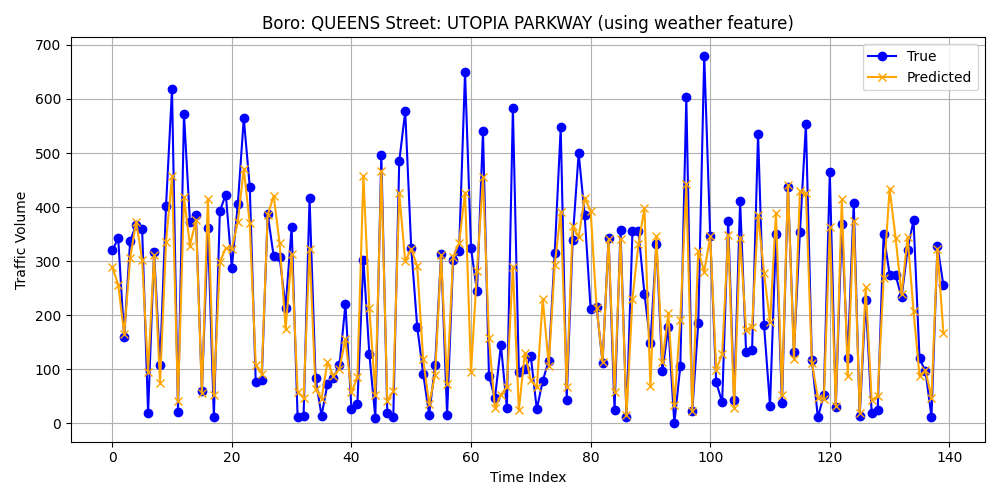 Boro: QUEENS Street: UTOPIA PARKWAY (using weather feature)
True
Predicted
Traffic Volume
700
600
500
400
300
200
100
0
0 20 40 60 80 100 120 140
Time Index